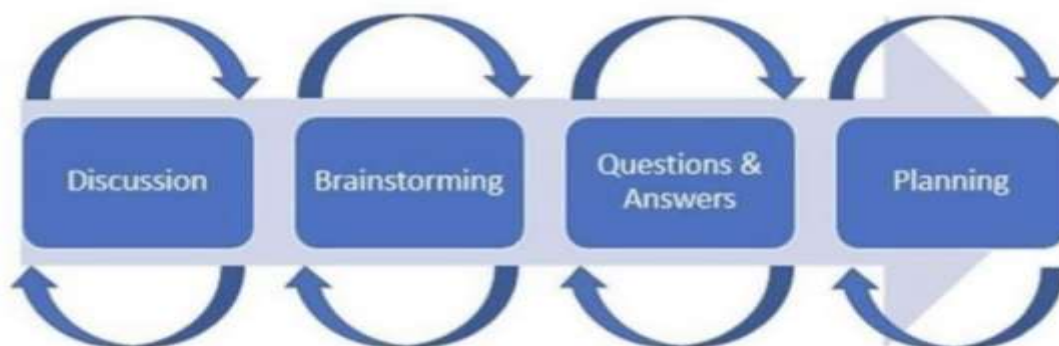 Discussion
Brainstorming
Questions &
Answers
Planning